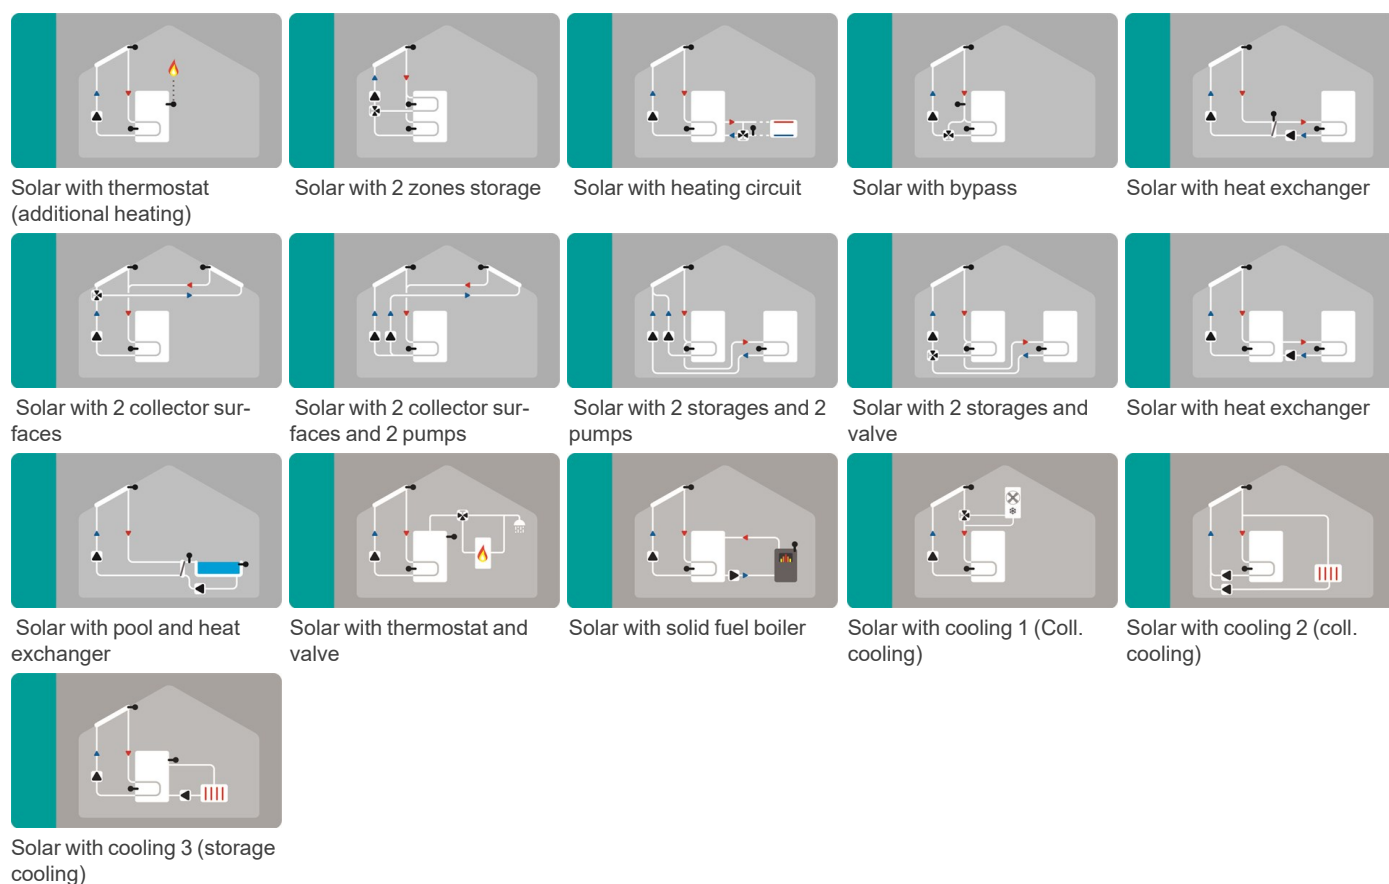 Solar with thermostat
(additional heating)
Solar with 2 zones storage
Solar with heating circuit
Solar with bypass
Solar with heat exchanger
Solar with 2 collector sur-
faces
Solar with 2 collector sur-
faces and 2 pumps
Solar with 2 storages and 2
pumps
Solar with 2 storages and
valve
Solar with heat exchanger
Solar with pool and heat
exchanger
Solar with thermostat and
valve
Solar with solid fuel boiler
Solar with cooling 1 (Coll.
cooling)
Solar with cooling 2 (coll.
cooling)
Solar with cooling 3 (storage
cooling)